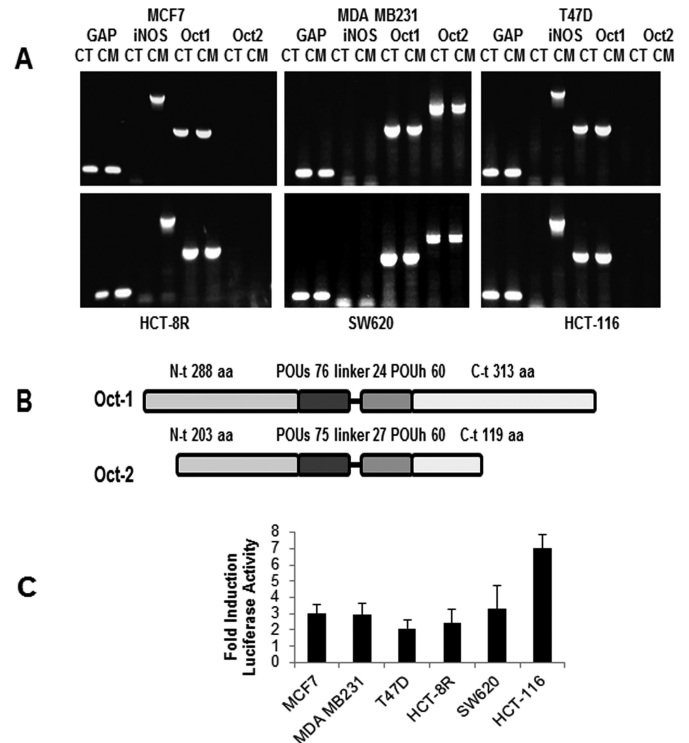 MCF7 MDA MB231 T47D
GAP iNOS Oct1 Oct2 GAP iNOS Oct1 Oct2 GAP iNOS Oct1 Oct2
A CT CM CT CM CT CM CT CM CT CM CT CM CT CM CT CM CT CM CT CM CT CM CT CM
HCT-8R SW620 HCT-116
N-t 288 aa POUs 76 linker 24 POUh 60 C-t 313 aa
B Oct-1
N-t 203 aa POUs 75 linker 27 POUh 60 C-t 119 aa
Oct-2
C
Fold Induction
Luciferase Activity
8
7
6
5
4
3
2
1
0
MCF7 MDA MB231 T47D HCT-8R SW620 HCT-116